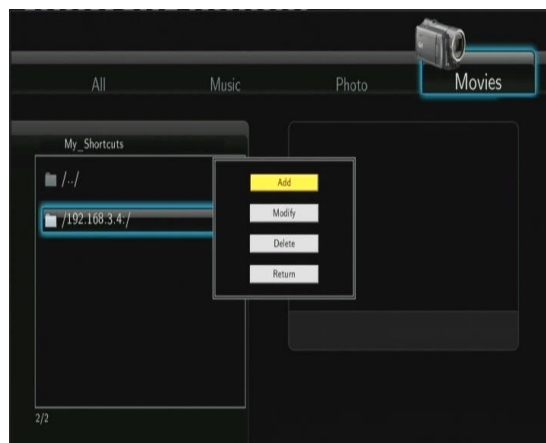 All Music Photo Movies
My_Shortcuts
/../
/192.168.3.4:/
Add
Modify
Delete
Return
2/2